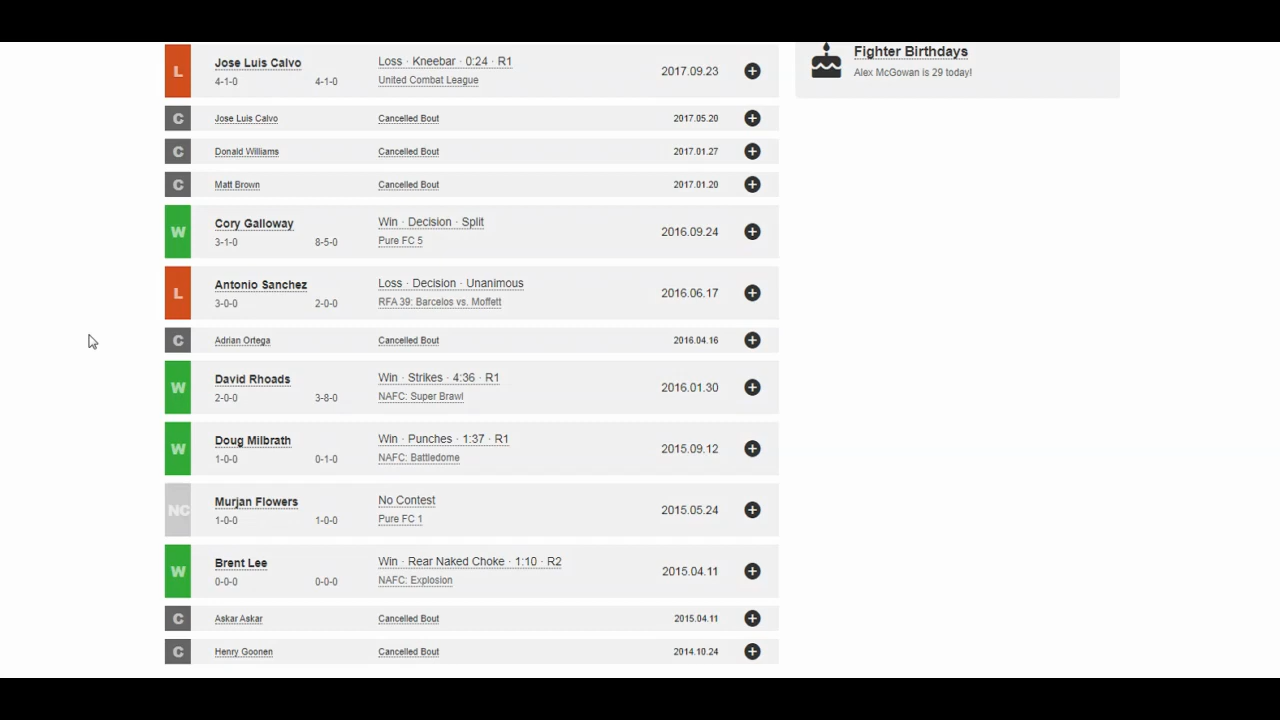 L
Jose Luis Calvo
4-1-0 4-1-0
Loss · Kneebar · 0:24 · R1
United Combat League
2017.09.23
C Jose Luis Calvo Cancelled Bout 2017.05.20
C Donald Williams Cancelled Bout 2017.01.27
C Matt Brown Cancelled Bout 2017.01.20
W
Cory Galloway
3-1-0 8-5-0
Win · Decision · Split
Pure FC 5
2016.09.24
L
Antonio Sanchez
3-0-0 2-0-0
Loss · Decision · Unanimous
RFA 39: Barcelos vs. Moffett
2016.06.17
C Adrian Ortega Cancelled Bout 2016.04.16
W
David Rhoads
2-0-0 3-8-0
Win · Strikes · 4:36 · R1
NAFC: Super Brawl
2016.01.30
W
Doug Milbrath
1-0-0 0-1-0
Win · Punches · 1:37 · R1
NAFC: Battledome
2015.09.12
NC
Murjan Flowers
1-0-0 1-0-0
No Contest
Pure FC 1
2015.05.24
W
Brent Lee
0-0-0 0-0-0
Win · Rear Naked Choke · 1:10 · R2
NAFC: Explosion
2015.04.11
C Askar Askar Cancelled Bout 2015.04.11
C Henry Goonen Cancelled Bout 2014.10.24
Fighter Birthdays
Alex McGowan is 29 today!